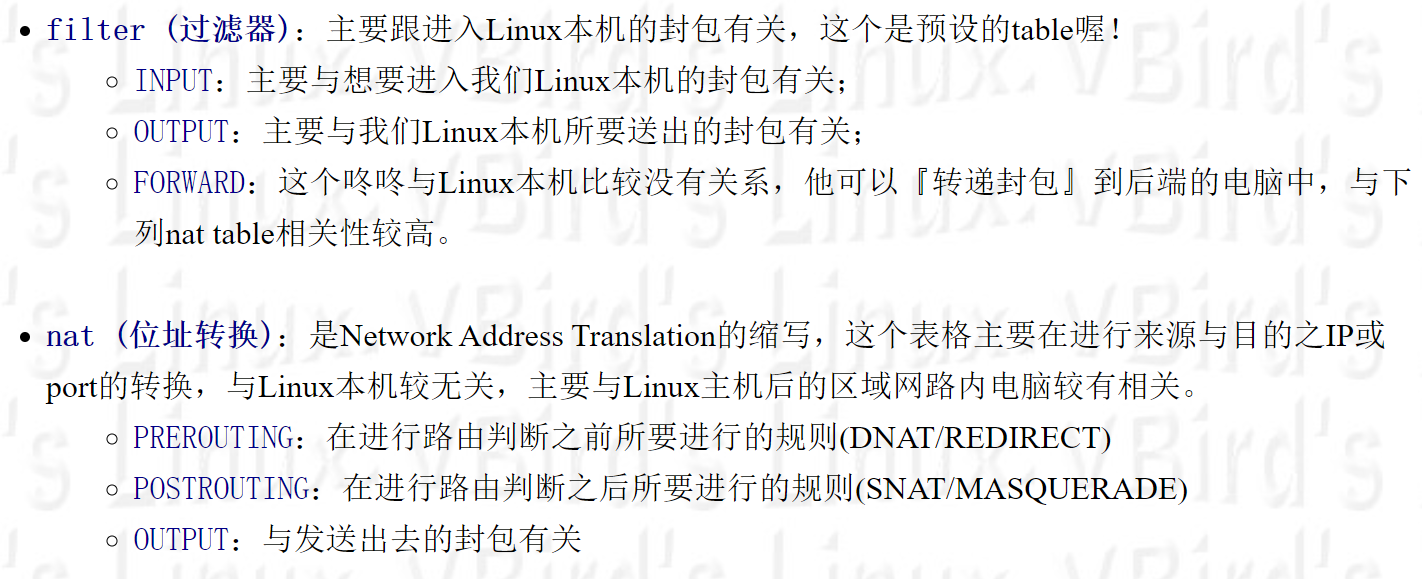 filter (过滤器)：主要跟进入Linux本机的封包有关，这个是预设的table喔！
INPUT：主要与想要进入我们Linux本机的封包有关；
OUTPUT：主要与我们Linux本机所要送出的封包有关；
FORWARD：这个咚咚与Linux本机比较没有关系，他可以『转递封包』到后端的电脑中，与下
列nat table相关性较高。
nat (位址转换)：是Network Address Translation的缩写，这个表格主要在进行来源与目的之IP或
port的转换，与Linux本机较无关，主要与Linux主机后的区域网路内电脑较有相关。
PREROUTING：在进行路由判断之前所要进行的规则(DNAT/REDIRECT)
POSTROUTING：在进行路由判断之后所要进行的规则(SNAT/MASQUERADE)
OUTPUT：与发送出去的封包有关